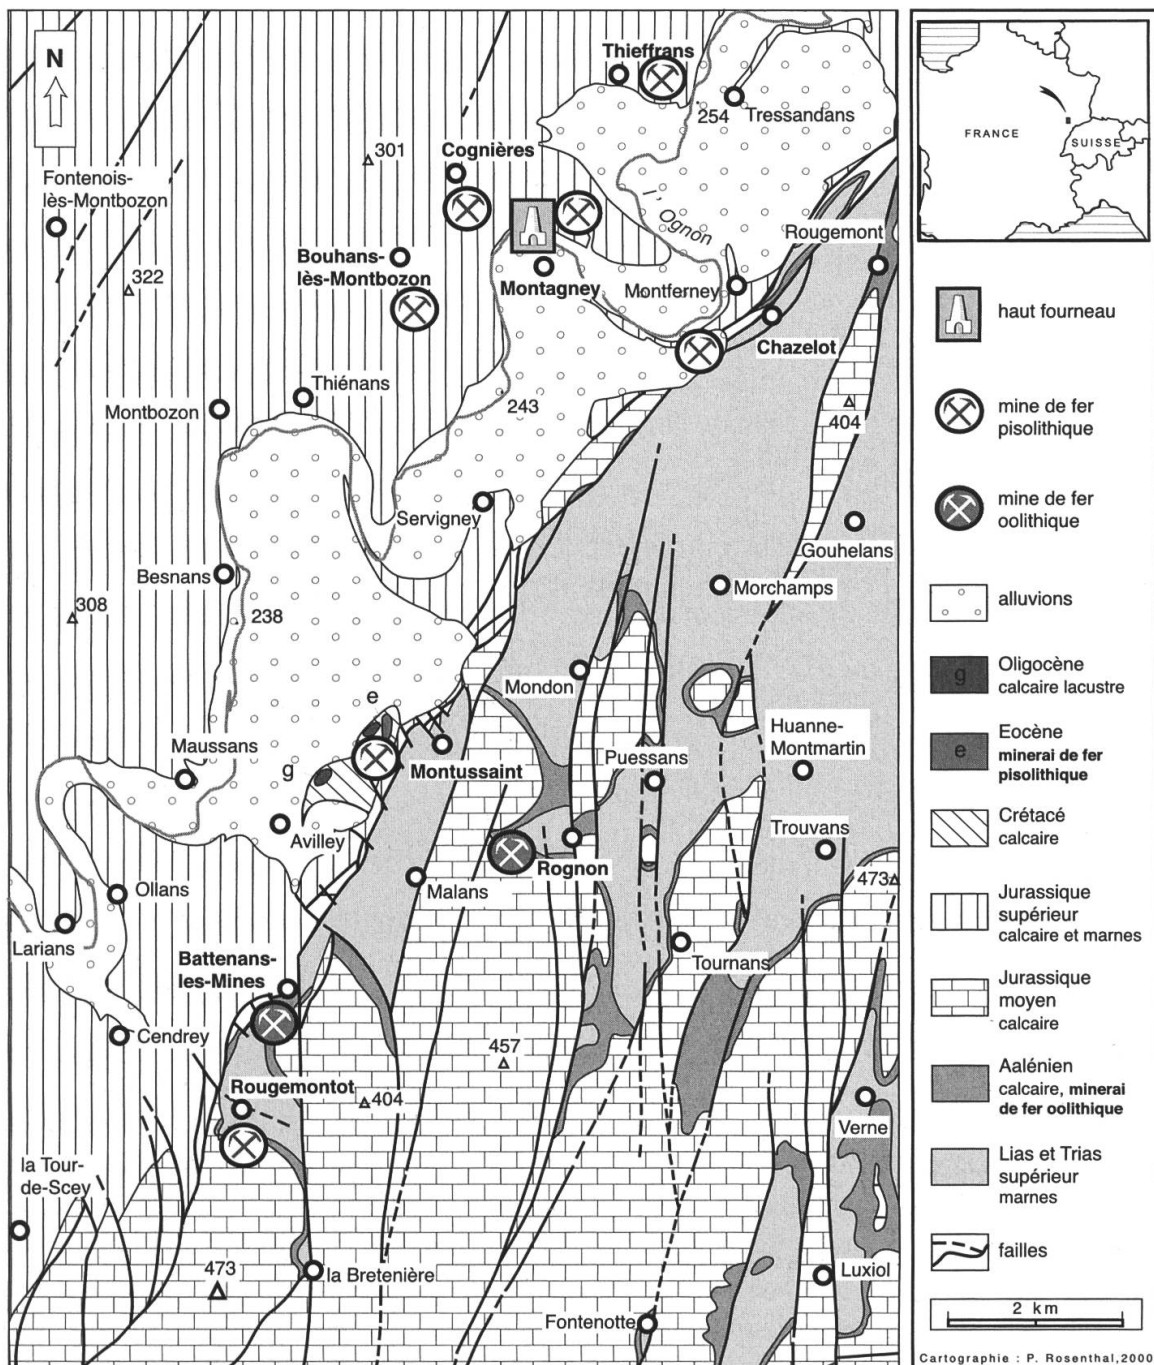 N
Thieffrans
254
Tressandans
301
Cognières
Fontenois-
lès-Montbozon
l'Ognon
Rougemont
322
Bouhans-
lès-Montbozon
Montagney
Montferney
Chazelot
Thiénans
Montbozon
243
404
Servigney
Gouhelans
Besnans
Morchamps
308
238
Mondon
e
Maussans
Huanne-
Montmartin
Puessans
g
Montussaint
Avilley
Trouvans
Rognon
Malans
473
Ollans
Larians
Battenans-
les-Mines
Tournans
Cendrey
457
Rougemontot
404
Verne
la Tour-
de-Scey
473
la Bretenière
Luxiol
Fontenotte
FRANCE
SUISSE
haut fourneau
mine de fer
pisolithique
mine de fer
oolithique
alluvions
g
Oligocène
calcaire lacustre
e
Eocène
minerai de fer
pisolithique
Crétacé
calcaire
Jurassique
supérieur
calcaire et marnes
Jurassique
moyen
calcaire
Aalénien
calcaire, minerai
de fer oolithique
Lias et Trias
supérieur
marnes
failles
2 km
Cartographie : P. Rosenthal, 2000